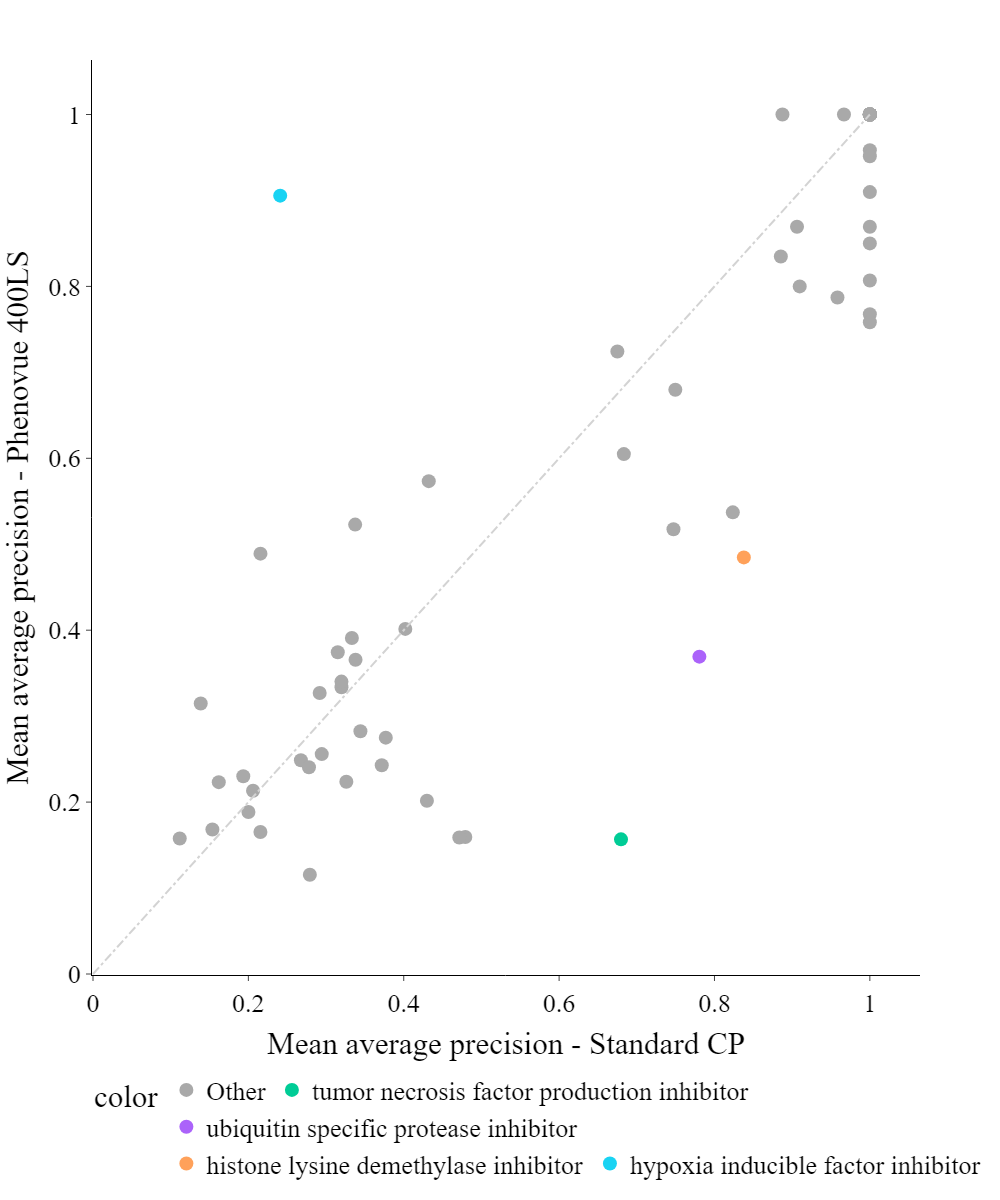 Mean average precision - Phenovue 400LS
1
0.8
0.6
0.4
0.2
0
0 0.2 0.4 0.6 0.8 1
Mean average precision - Standard CP
color Other tumor necrosis factor production inhibitor
ubiquitin specific protease inhibitor
histone lysine demethylase inhibitor hypoxia inducible factor inhibitor